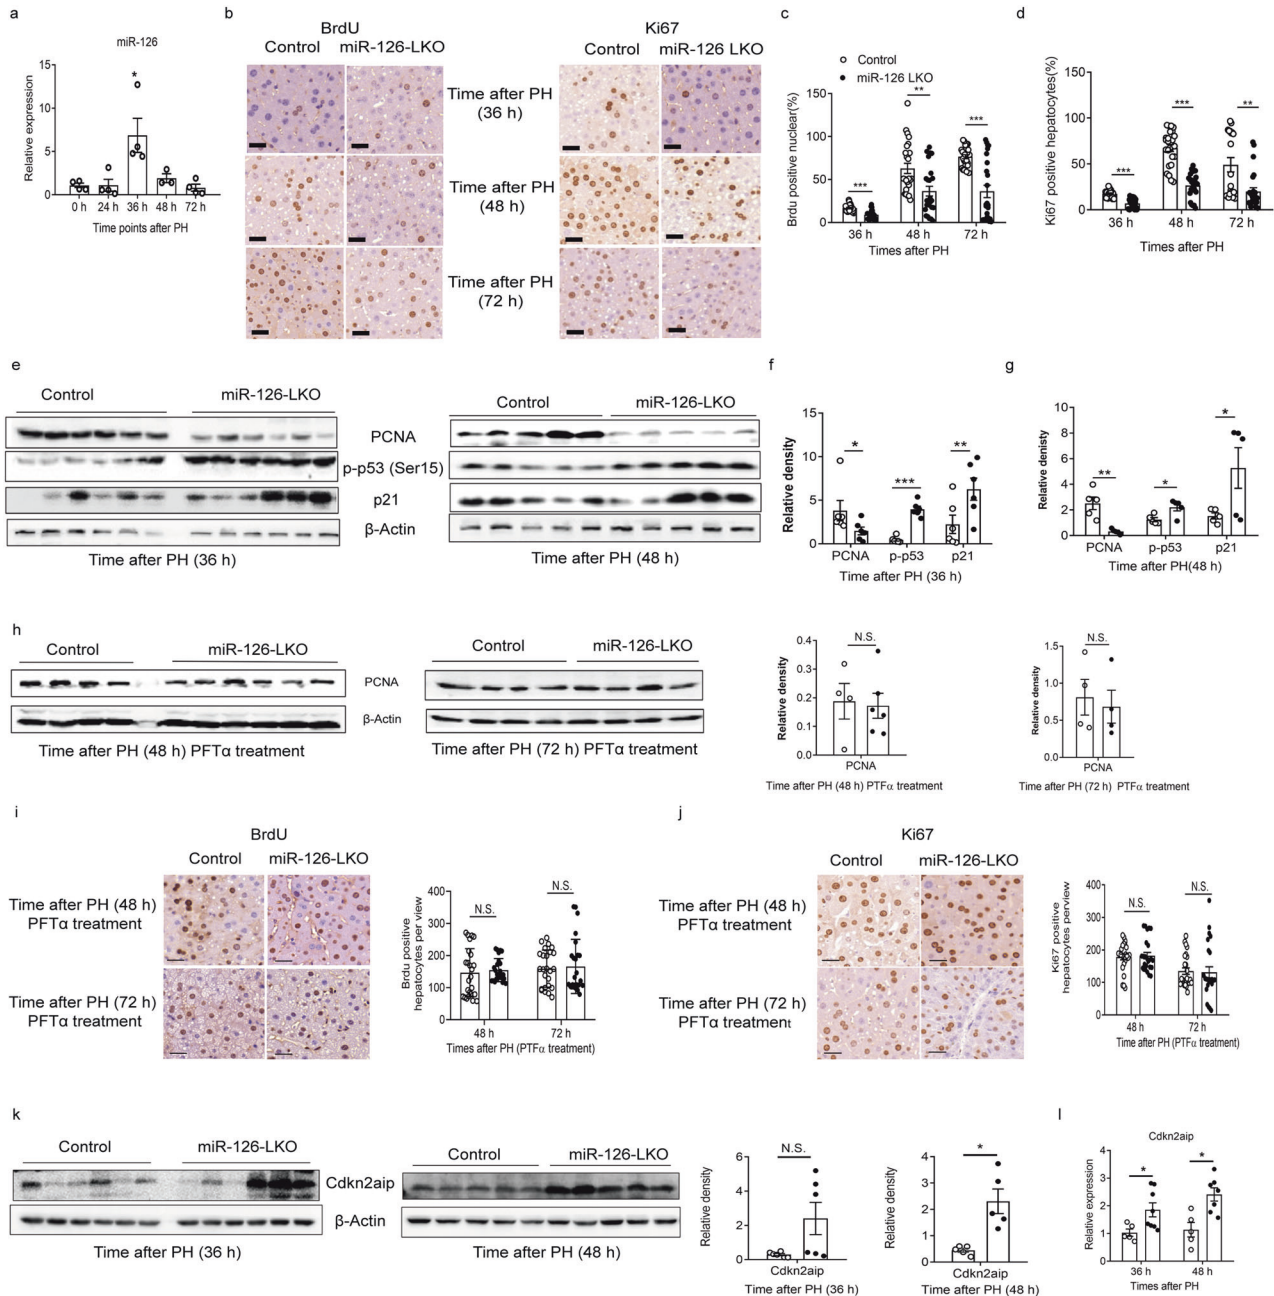 a
miR-126
Relative expression
15
10
5
0
*
0 h 24 h 36 h 48 h 72 h
Time points after PH
b
BrdU
Control miR-126-LKO
Ki67
Control miR-126 LKO
Time after PH
(36 h)
Time after PH
(48 h)
Time after PH
(72 h)
c
Control
miR-126 LKO
Brdu positive nuclear(%)
150
100
50
0
***
**
***
36 h 48 h 72 h
Times after PH
d
Ki67 positive hepatocytes(%)
150
100
50
0
***
***
**
36 h 48 h 72 h
Times after PH
e
Control miR-126-LKO
PCNA
p-p53 (Ser15)
p21
β-Actin
Time after PH (36 h)
Control miR-126-LKO
Time after PH (48 h)
f
Relative density
15
10
5
0
*
***
**
PCNA p-p53 p21
Time after PH (36 h)
g
Relative denisty
10
8
6
4
2
0
**
*
*
PCNA p-p53 p21
Time after PH(48 h)
h
Control miR-126-LKO
PCNA
β-Actin
Time after PH (48 h) PFTα treatment
Control miR-126-LKO
Time after PH (72 h) PFTα treatment
Relative density
0.4
0.3
0.2
0.1
0.0
N.S.
PCNA
Time after PH (48 h) PTFα treatment
Relative density
1.5
1.0
0.5
0.0
N.S.
PCNA
Time after PH (72 h) PTFα treatment
i
BrdU
Control miR-126-LKO
Time after PH (48 h)
PFTα treatment
Time after PH (72 h)
PFTα treatment
Brdu positive
hepatocytes per view
400
300
200
100
0
N.S.
N.S.
48 h 72 h
Times after PH (PTFα treatment)
j
Ki67
Control miR-126-LKO
Time after PH (48 h)
PFTα treatment
Time after PH (72 h)
PFTα treatment
Ki67 positive
hepatocytes perview
400
300
200
100
0
N.S.
N.S.
48 h 72 h
Time after PH (PTFα treatment)
k
Control miR-126-LKO
Cdkn2aip
β-Actin
Time after PH (36 h)
Control miR-126-LKO
Time after PH (48 h)
Relative density
6
4
2
0
N.S.
Cdkn2aip
Time after PH (36 h)
Relative density
4
3
2
1
0
*
Cdkn2aip
Time after PH (48 h)
l
Cdkn2aip
Relative expression
4
3
2
1
0
*
*
36 h 48 h
Times after PH